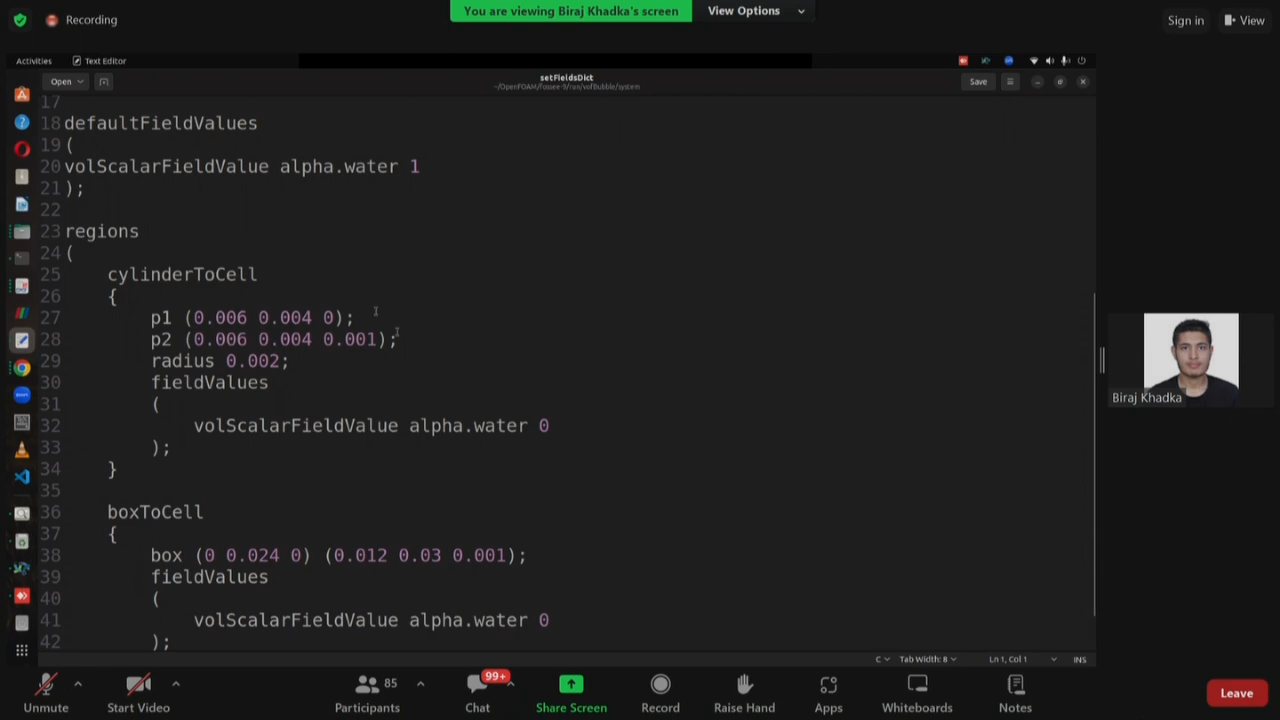 Recording
You are viewing Biraj Khadka's screen
View Options
Sign in
View
Activities
Text Editor
Open
setFieldsDict
~/OpenFOAM/fossee-9/run/vofBubble/system
Save
17
18 defaultFieldValues
19 (
20 volScalarFieldValue alpha.water 1
21 );
22
23 regions
24 (
25 cylinderToCell
26 {
27 p1 (0.006 0.004 0);
28 p2 (0.006 0.004 0.001);
29 radius 0.002;
30 fieldValues
31 (
32 volScalarFieldValue alpha.water 0
33 );
34 }
35
36 boxToCell
37 {
38 box (0 0.024 0) (0.012 0.03 0.001);
39 fieldValues
40 (
41 volScalarFieldValue alpha.water 0
42 );
C
Tab Width: 8
Ln 1, Col 1
INS
Biraj Khadka
Unmute
Start Video
85
Participants
99+
Chat
Share Screen
Record
Raise Hand
Apps
Whiteboards
Notes
Leave